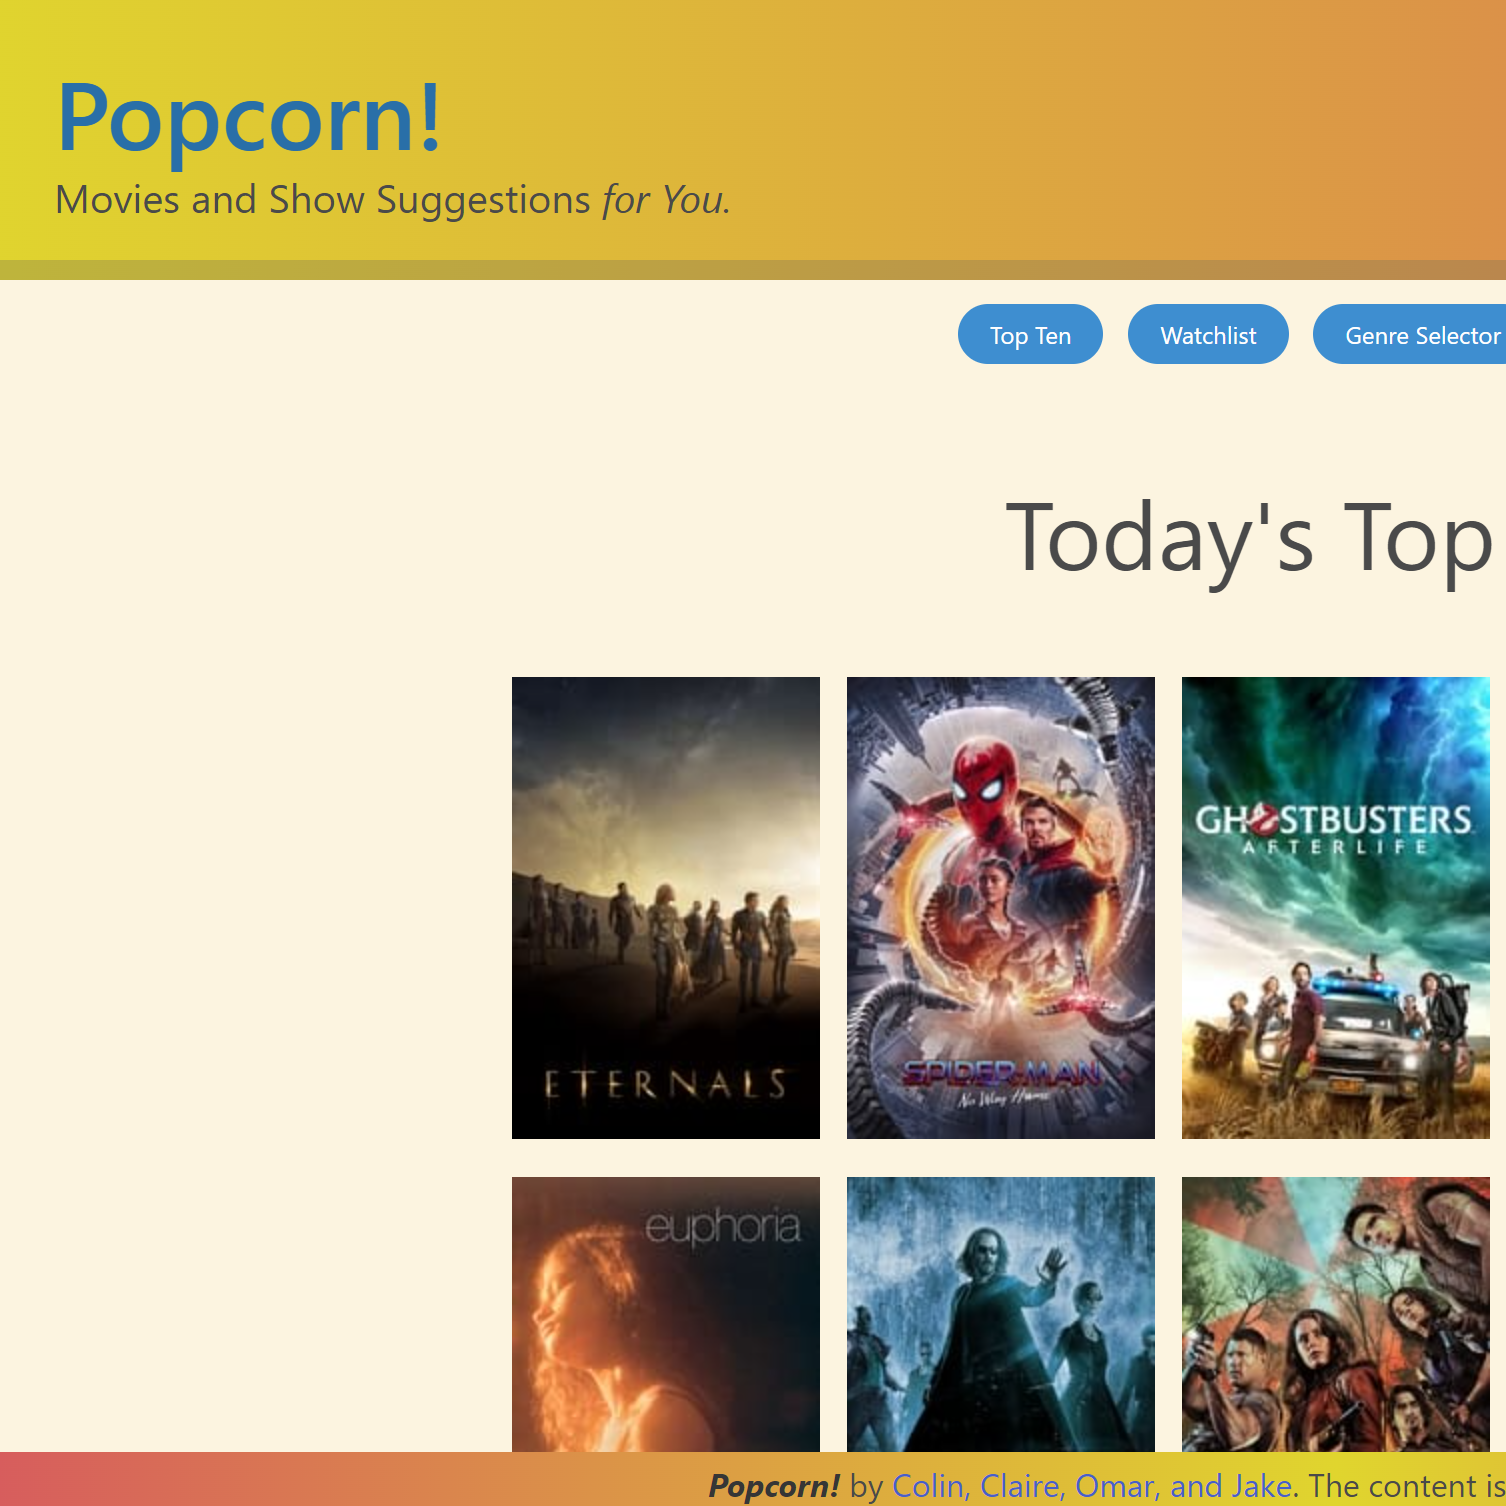 Popcorn!
Movies and Show Suggestions for You.
Top Ten
Watchlist
Genre Selector
Today's Top
ETERNALS
SPIDER-MAN
No Way Home
GHOSTBUSTERS
AFTERLIFE
euphoria
Popcorn! by Colin, Claire, Omar, and Jake. The content is